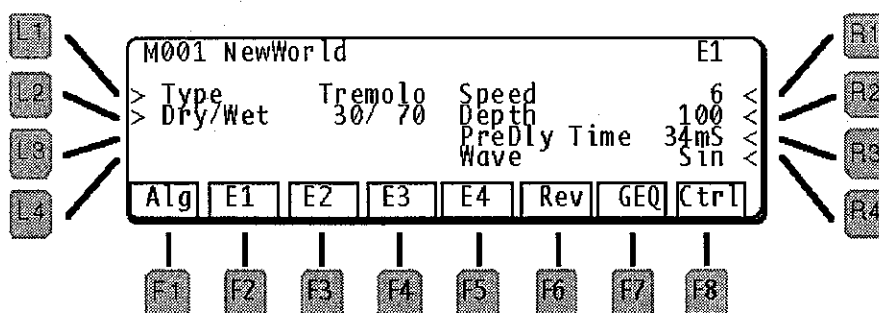 L1
R1
M001 NewWorld E1
L2
> Type Tremolo Speed 6 <
R2
> Dry/Wet 30/ 70 Depth 100 <
L3
PreDly Time 34mS <
R3
Wave Sin <
L4
Alg E1 E2 E3 E4 Rev GEQ Ctrl
R4
F1 F2 F3 F4 F5 F6 F7 F8